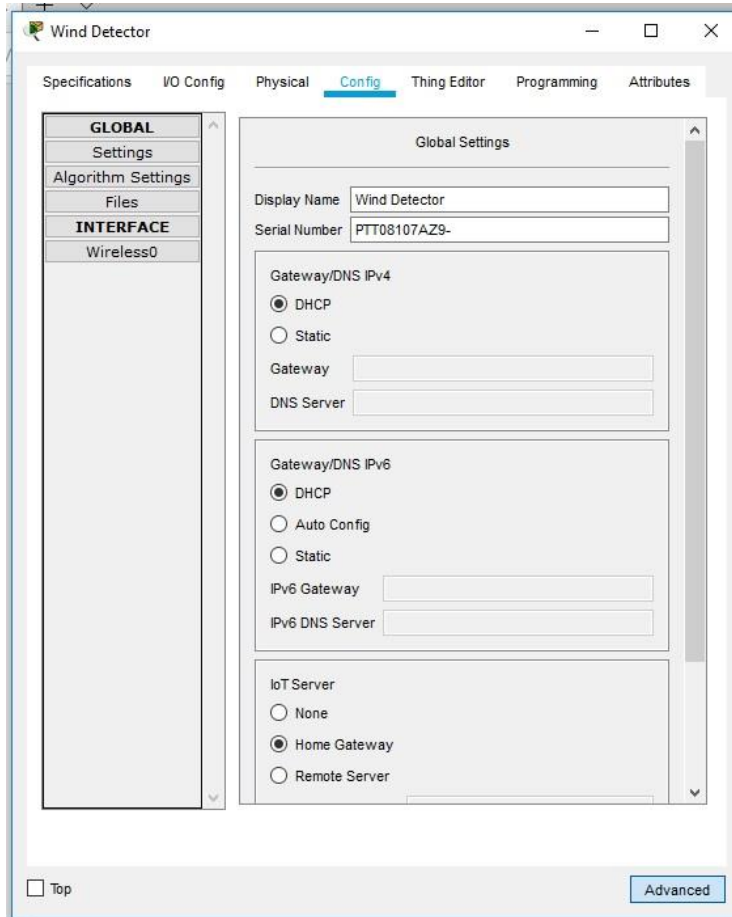 Wind Detector
Specifications I/O Config Physical Config Thing Editor Programming Attributes
GLOBAL
Settings
Algorithm Settings
Files
INTERFACE
Wireless0
Global Settings
Display Name Wind Detector
Serial Number PTT08107AZ9-
Gateway/DNS IPv4
DHCP
Static
Gateway
DNS Server
Gateway/DNS IPv6
DHCP
Auto Config
Static
IPv6 Gateway
IPv6 DNS Server
IoT Server
None
Home Gateway
Remote Server
Top
Advanced